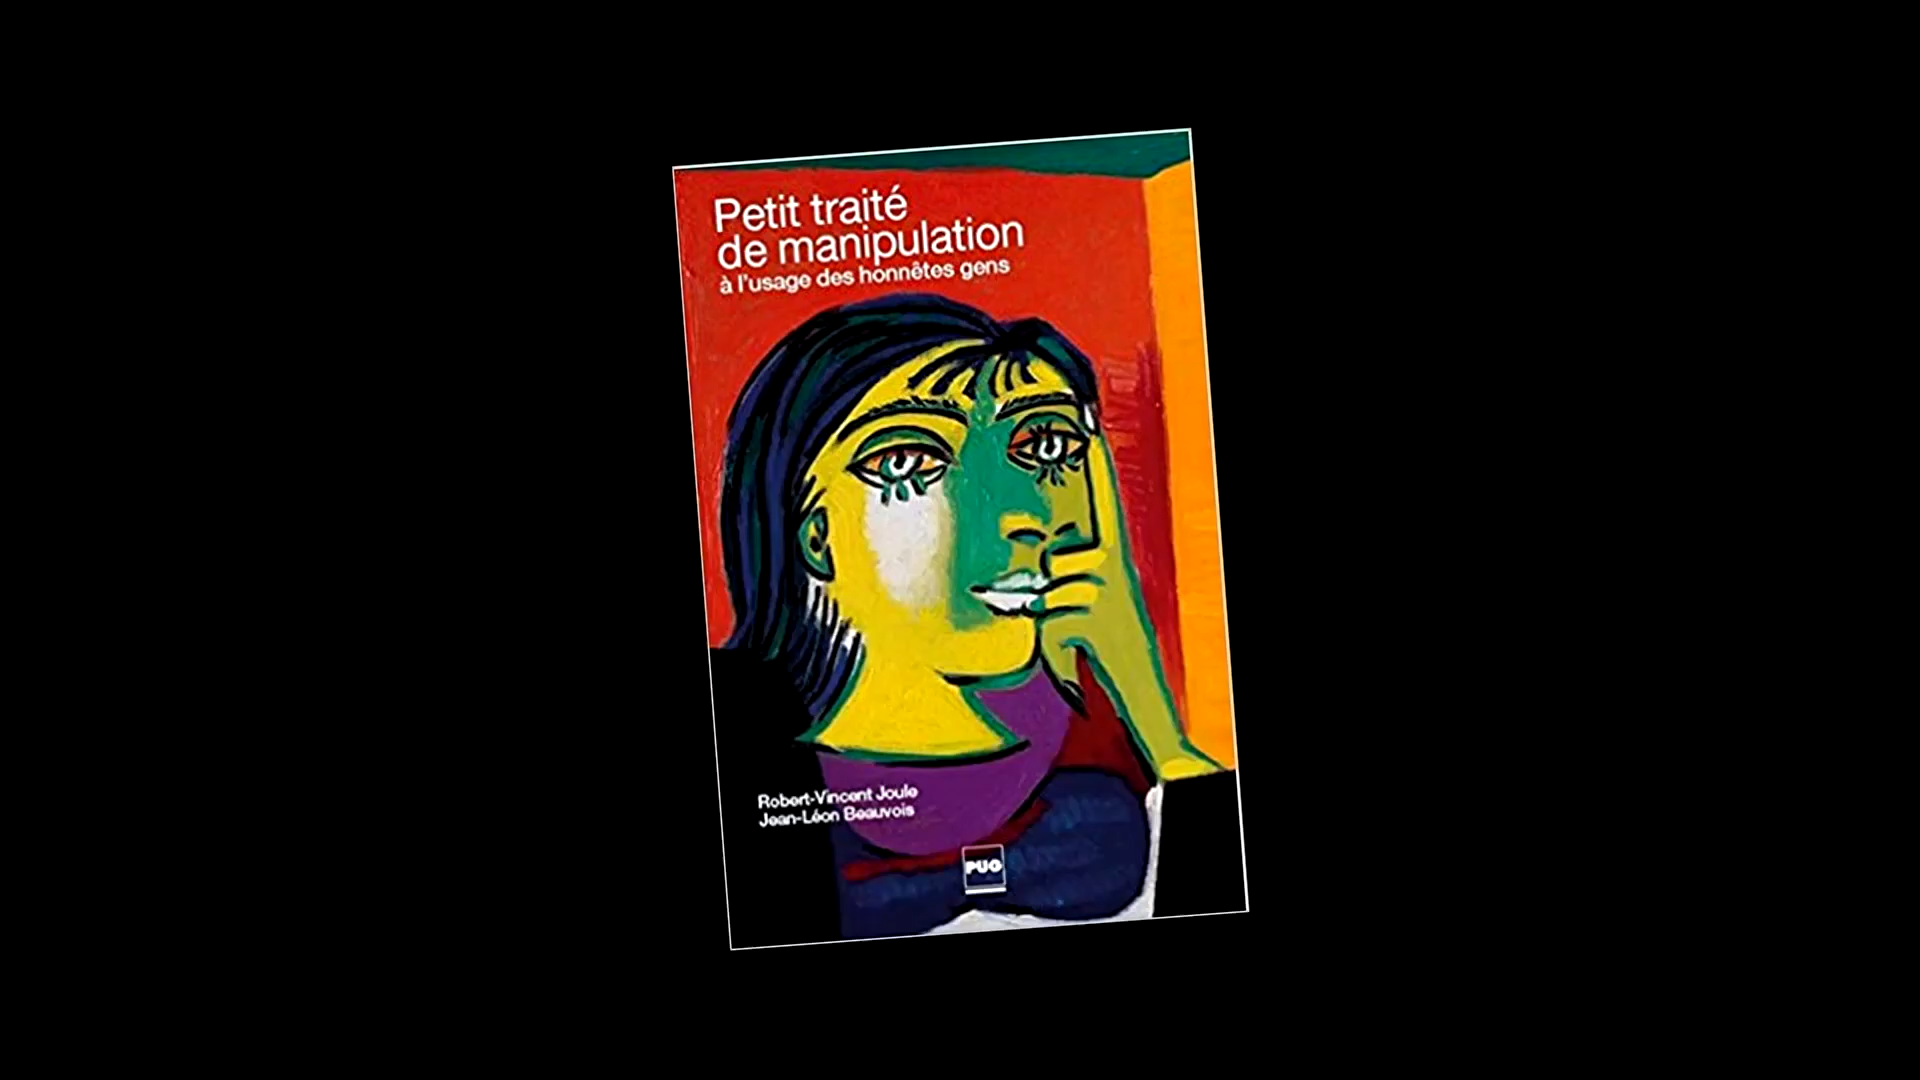 Petit traité
de manipulation
à l'usage des honnêtes gens
Robert-Vincent Joule
Jean-Léon Beauvois
PUG